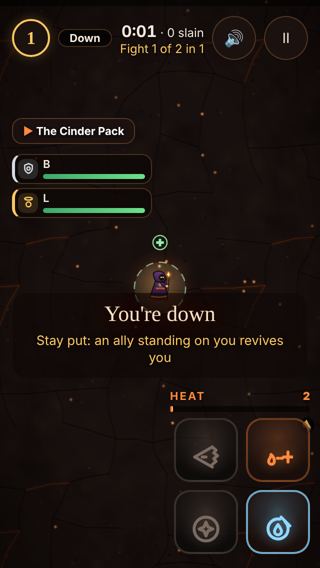 1
Down
0:01 · 0 slain
Fight 1 of 2 in 1
The Cinder Pack
B
L
You're down
Stay put: an ally standing on you revives
you
HEAT 2